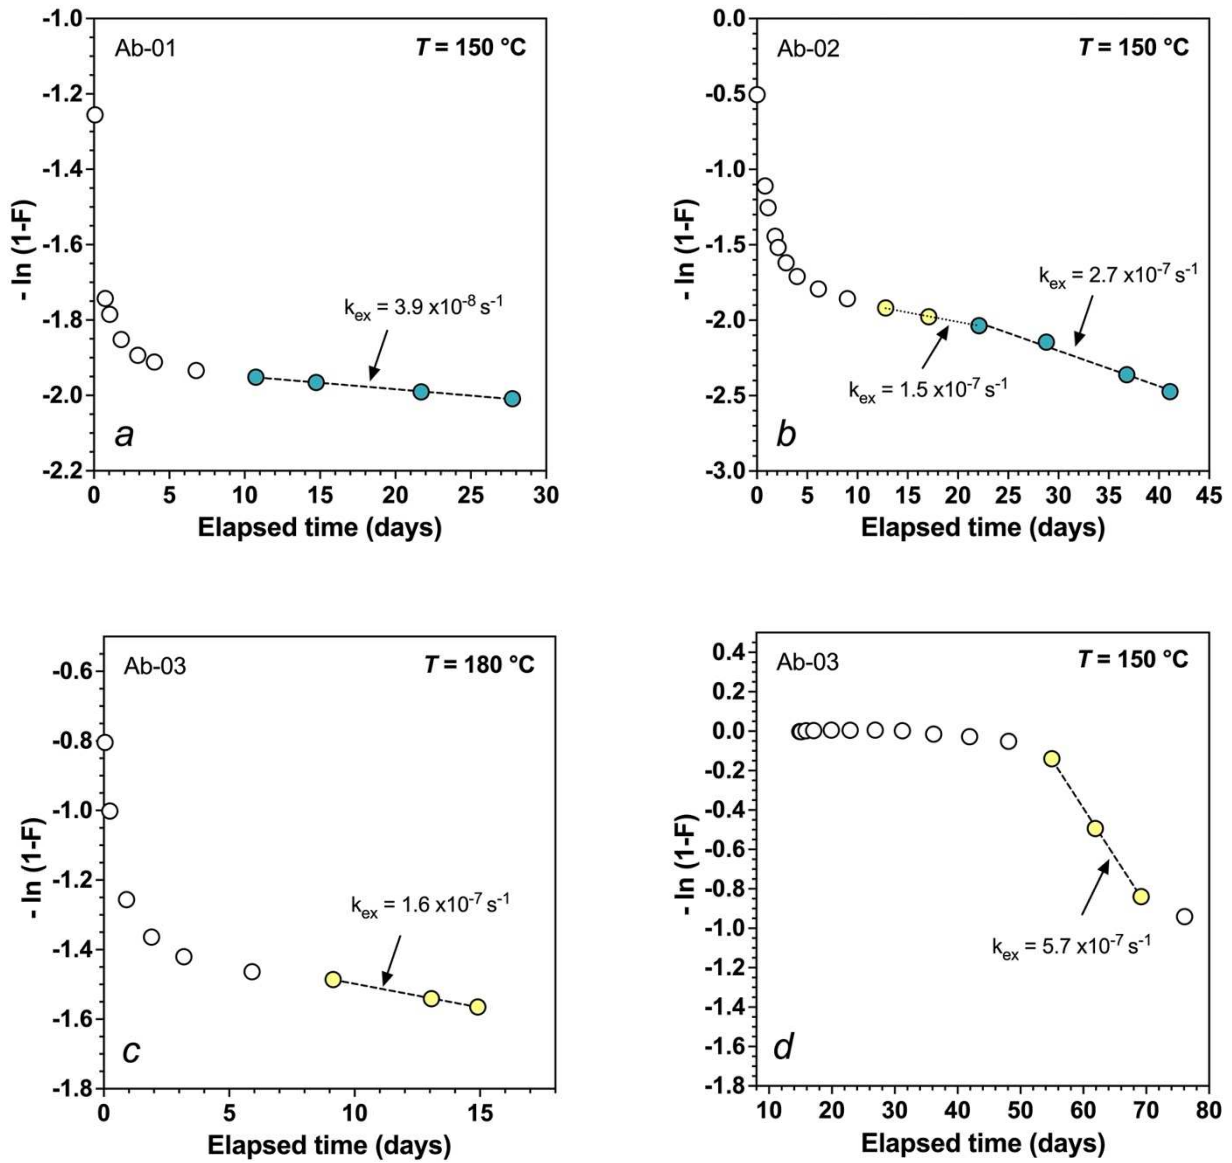 Ab-01
T = 150 °C
- ln (1-F)
-1.0
-1.2
-1.4
-1.6
-1.8
-2.0
-2.2
kex = 3.9 x10-8 s-1
a
0 5 10 15 20 25 30
Elapsed time (days)
Ab-02
T = 150 °C
- ln (1-F)
0.0
-0.5
-1.0
-1.5
-2.0
-2.5
-3.0
kex = 2.7 x10-7 s-1
kex = 1.5 x10-7 s-1
b
0 5 10 15 20 25 30 35 40 45
Elapsed time (days)
Ab-03
T = 180 °C
- ln (1-F)
-0.6
-0.8
-1.0
-1.2
-1.4
-1.6
-1.8
kex = 1.6 x10-7 s-1
c
0 5 10 15
Elapsed time (days)
Ab-03
T = 150 °C
- ln (1-F)
0.4
0.2
0.0
-0.2
-0.4
-0.6
-0.8
-1.0
-1.2
-1.4
-1.6
-1.8
kex = 5.7 x10-7 s-1
d
10 20 30 40 50 60 70 80
Elapsed time (days)